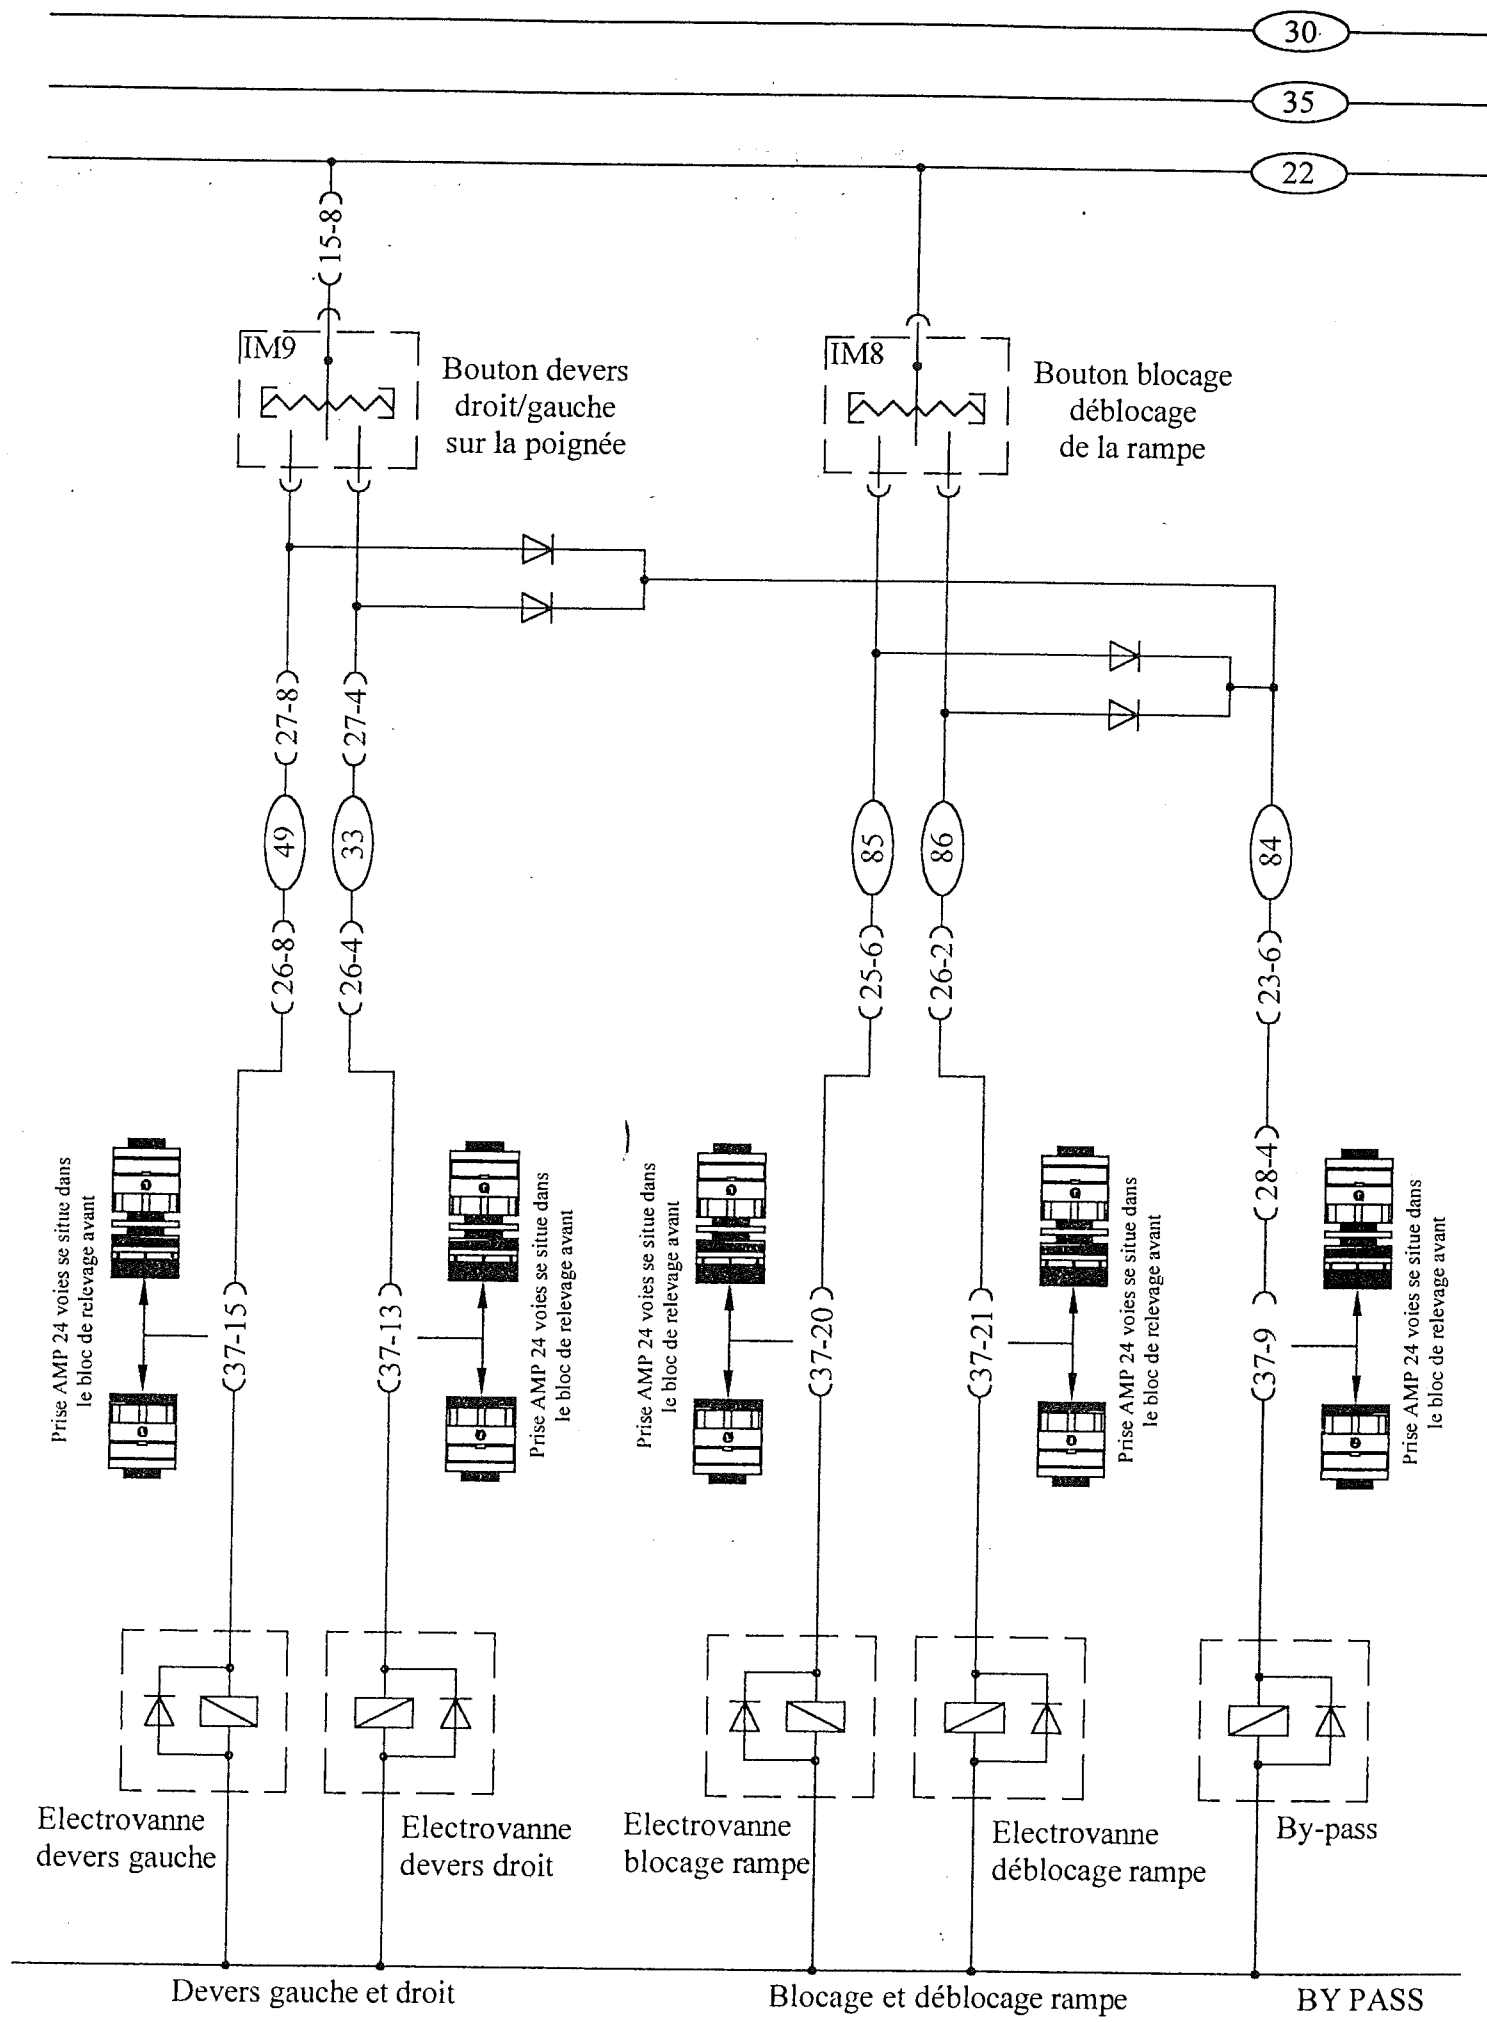 30
35
22
15-8
IM9
Bouton devers
droit/gauche
sur la poignée
IM8
Bouton blocage
déblocage
de la rampe
27-8
27-4
49
33
85
86
84
26-8
26-4
25-6
26-2
23-6
28-4
Prise AMP 24 voies se situe dans
le bloc de relevage avant
37-15
37-13
Prise AMP 24 voies se situe dans
le bloc de relevage avant
Prise AMP 24 voies se situe dans
le bloc de relevage avant
37-20
37-21
Prise AMP 24 voies se situe dans
le bloc de relevage avant
37-9
Prise AMP 24 voies se situe dans
le bloc de relevage avant
Electrovanne
devers gauche
Electrovanne
devers droit
Electrovanne
blocage rampe
Electrovanne
déblocage rampe
By-pass
Devers gauche et droit
Blocage et déblocage rampe
BY PASS